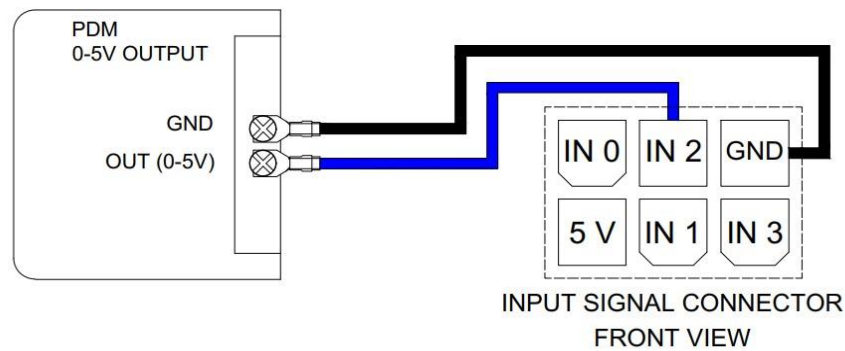 PDM
0-5V OUTPUT
GND
OUT (0-5V)
IN 0 IN 2 GND
5 V IN 1 IN 3
INPUT SIGNAL CONNECTOR
FRONT VIEW